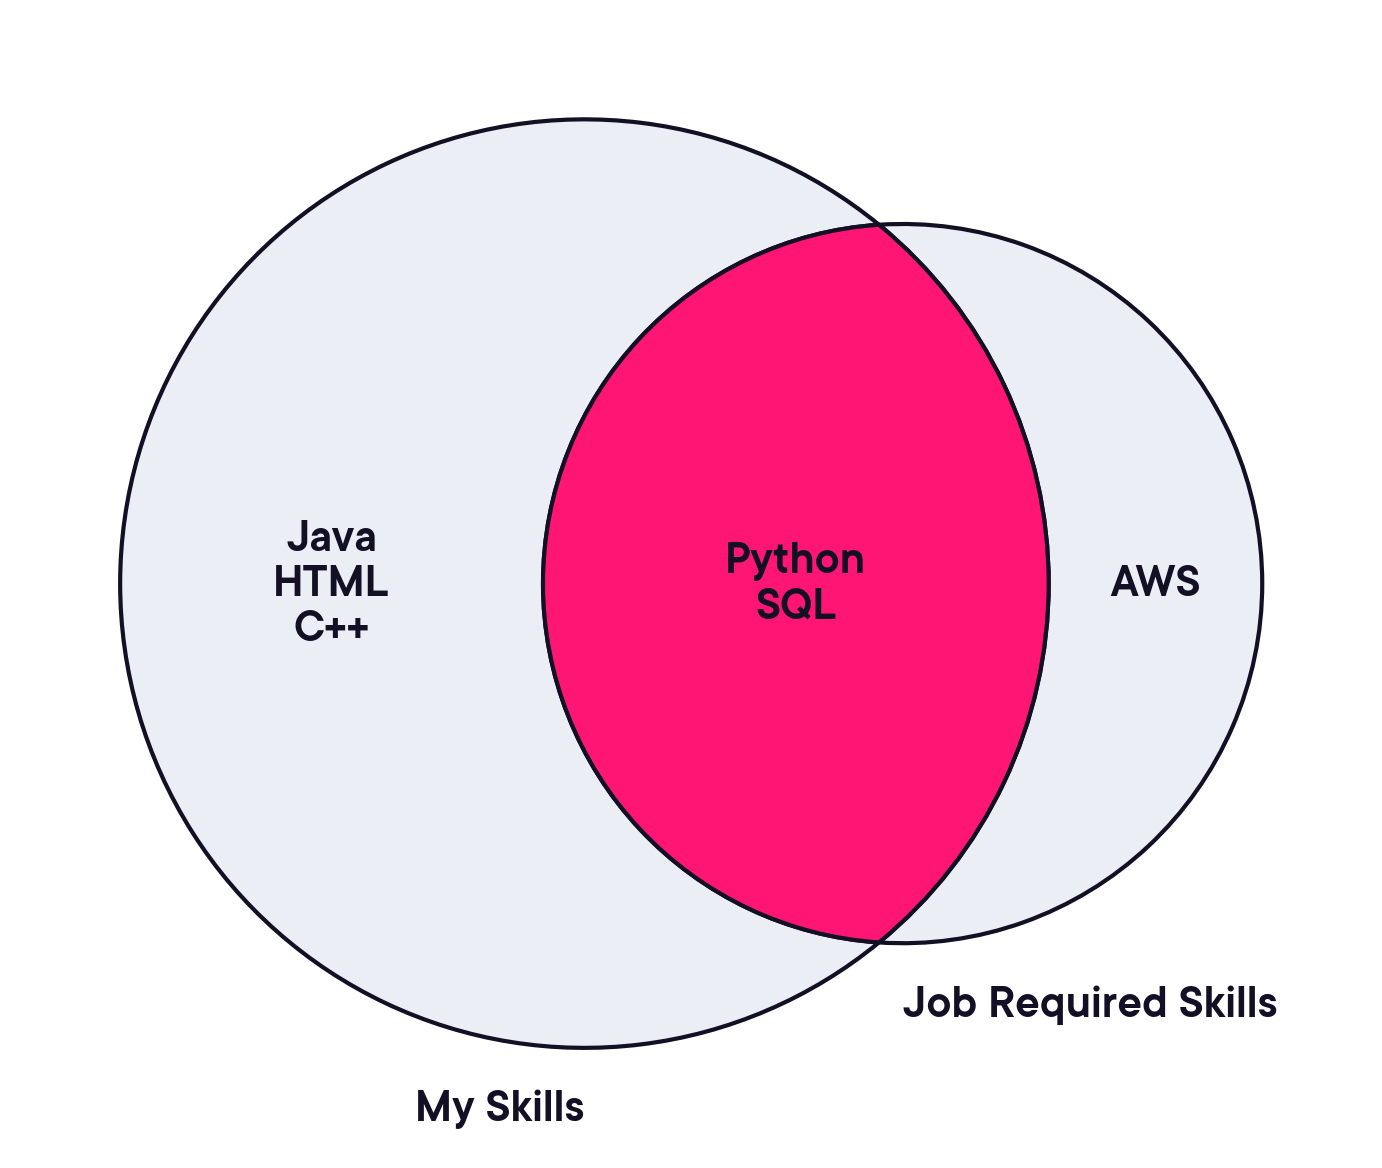 Java
HTML
C++
Python
SQL
AWS
Job Required Skills
My Skills